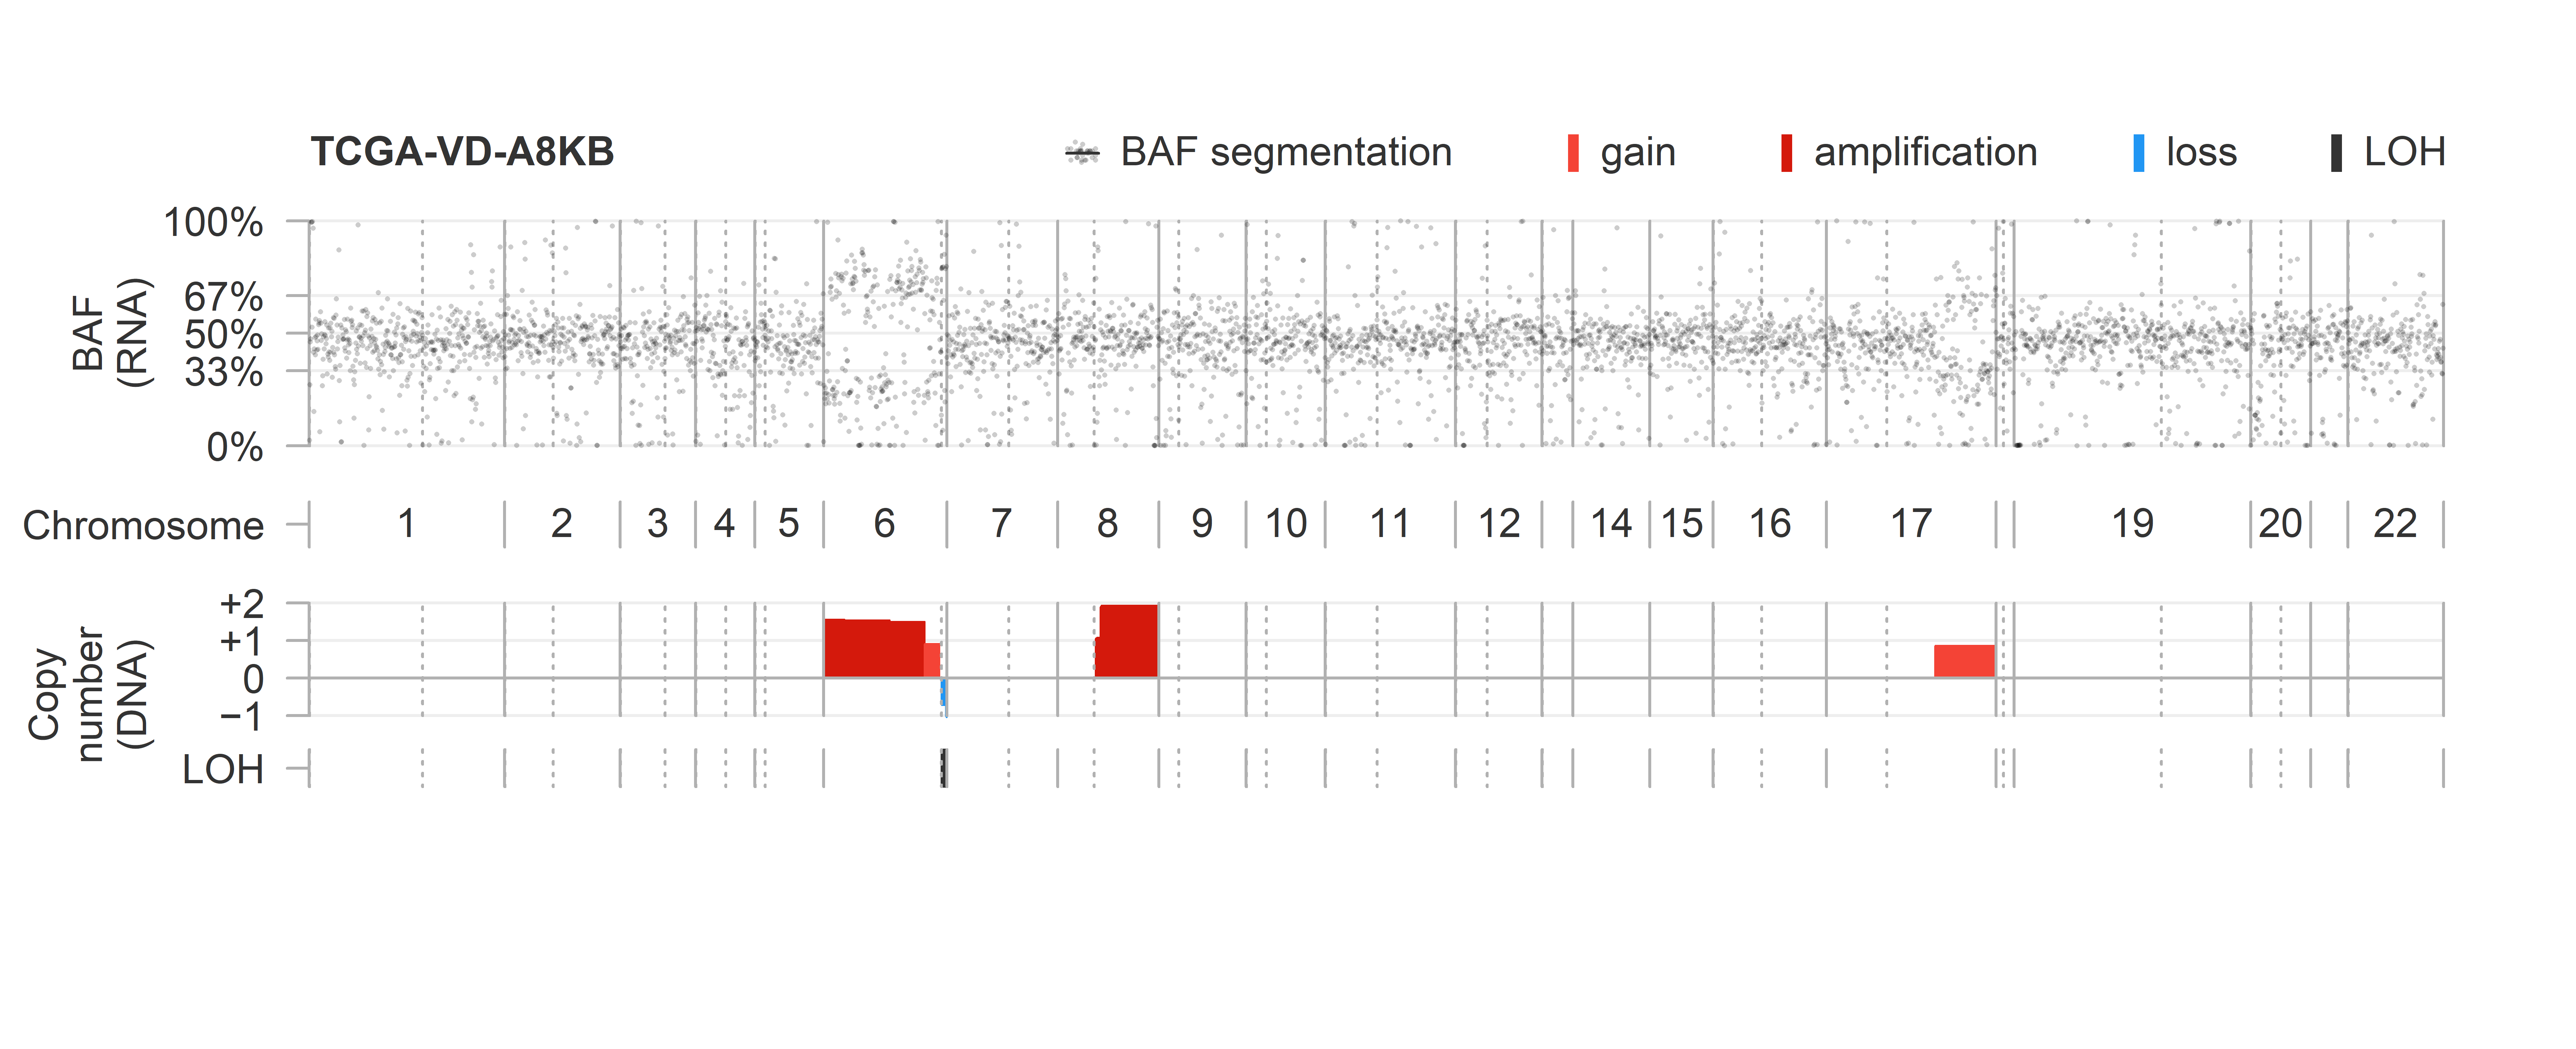 TCGA-VD-A8KB
BAF segmentation
gain
amplification
loss
LOH
BAF
(RNA)
100%
67%
50%
33%
0%
Chromosome
1 2 3 4 5 6 7 8 9 10 11 12 14 15 16 17 19 20 22
Copy
number
(DNA)
+2
+1
0
−1
LOH